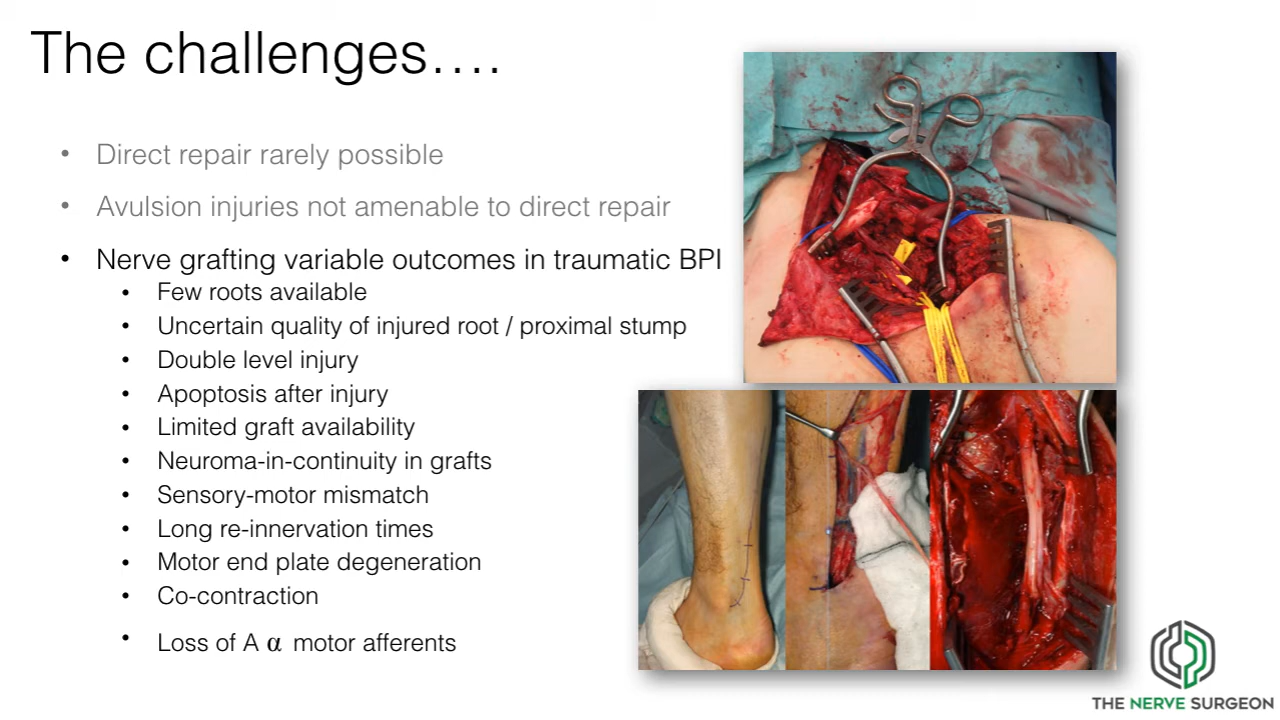 The challenges….
• Direct repair rarely possible
• Avulsion injuries not amenable to direct repair
• Nerve grafting variable outcomes in traumatic BPI
• Few roots available
• Uncertain quality of injured root / proximal stump
• Double level injury
• Apoptosis after injury
• Limited graft availability
• Neuroma-in-continuity in grafts
• Sensory-motor mismatch
• Long re-innervation times
• Motor end plate degeneration
• Co-contraction
• Loss of A α motor afferents
THE NERVE SURGEON